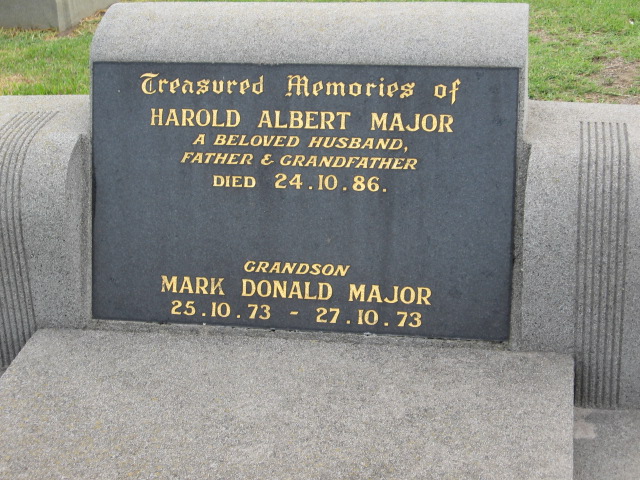 Treasured Memories of
HAROLD ALBERT MAJOR
A BELOVED HUSBAND,
FATHER & GRANDFATHER
DIED 24.10.86.
GRANDSON
MARK DONALD MAJOR
25.10.73 - 27.10.73